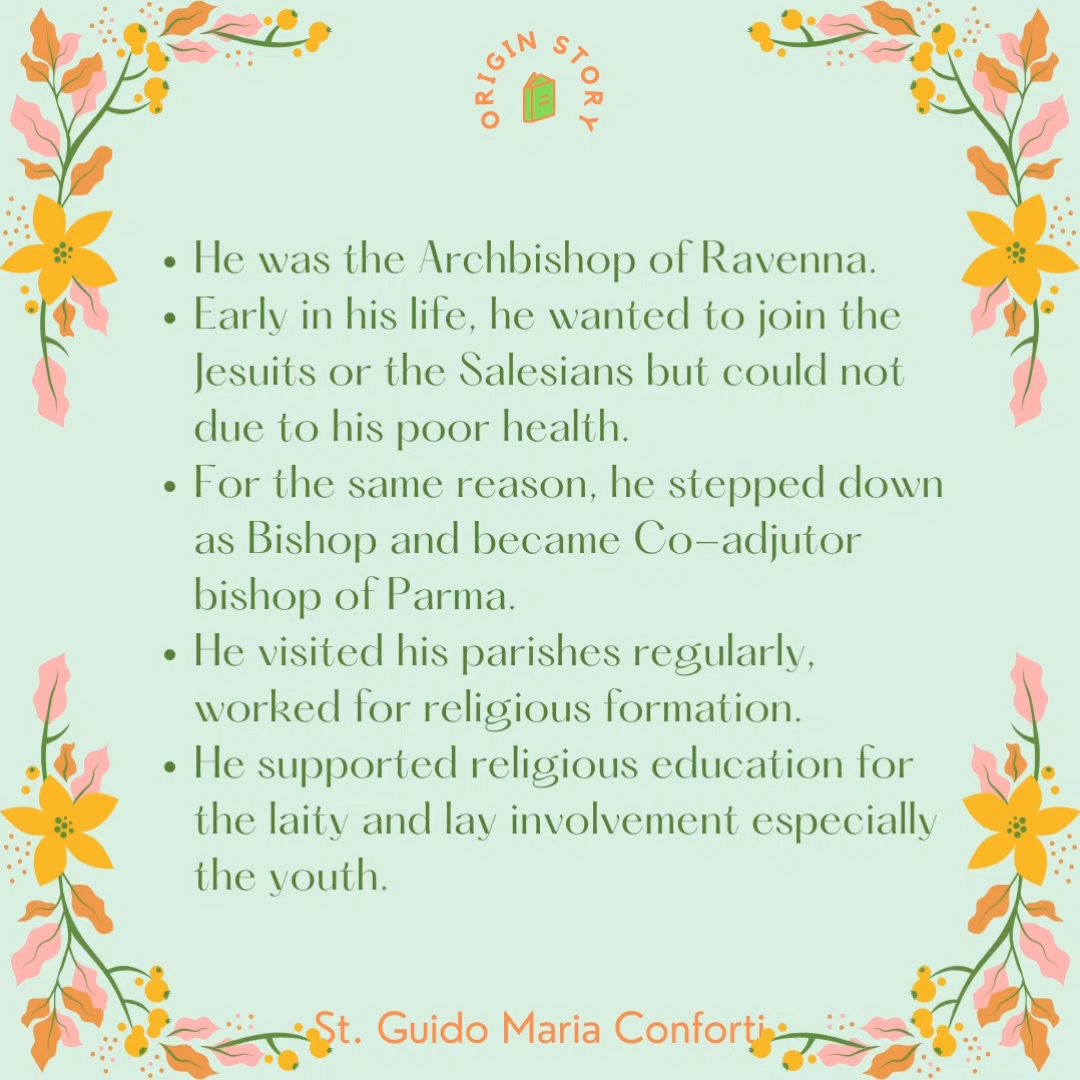 ORIGIN STORY
• He was the Archbishop of Ravenna.
• Early in his life, he wanted to join the
Jesuits or the Salesians but could not
due to his poor health.
• For the same reason, he stepped down
as Bishop and became Co–adjutor
bishop of Parma.
• He visited his parishes regularly,
worked for religious formation.
• He supported religious education for
the laity and lay involvement especially
the youth.
St. Guido Maria Conforti